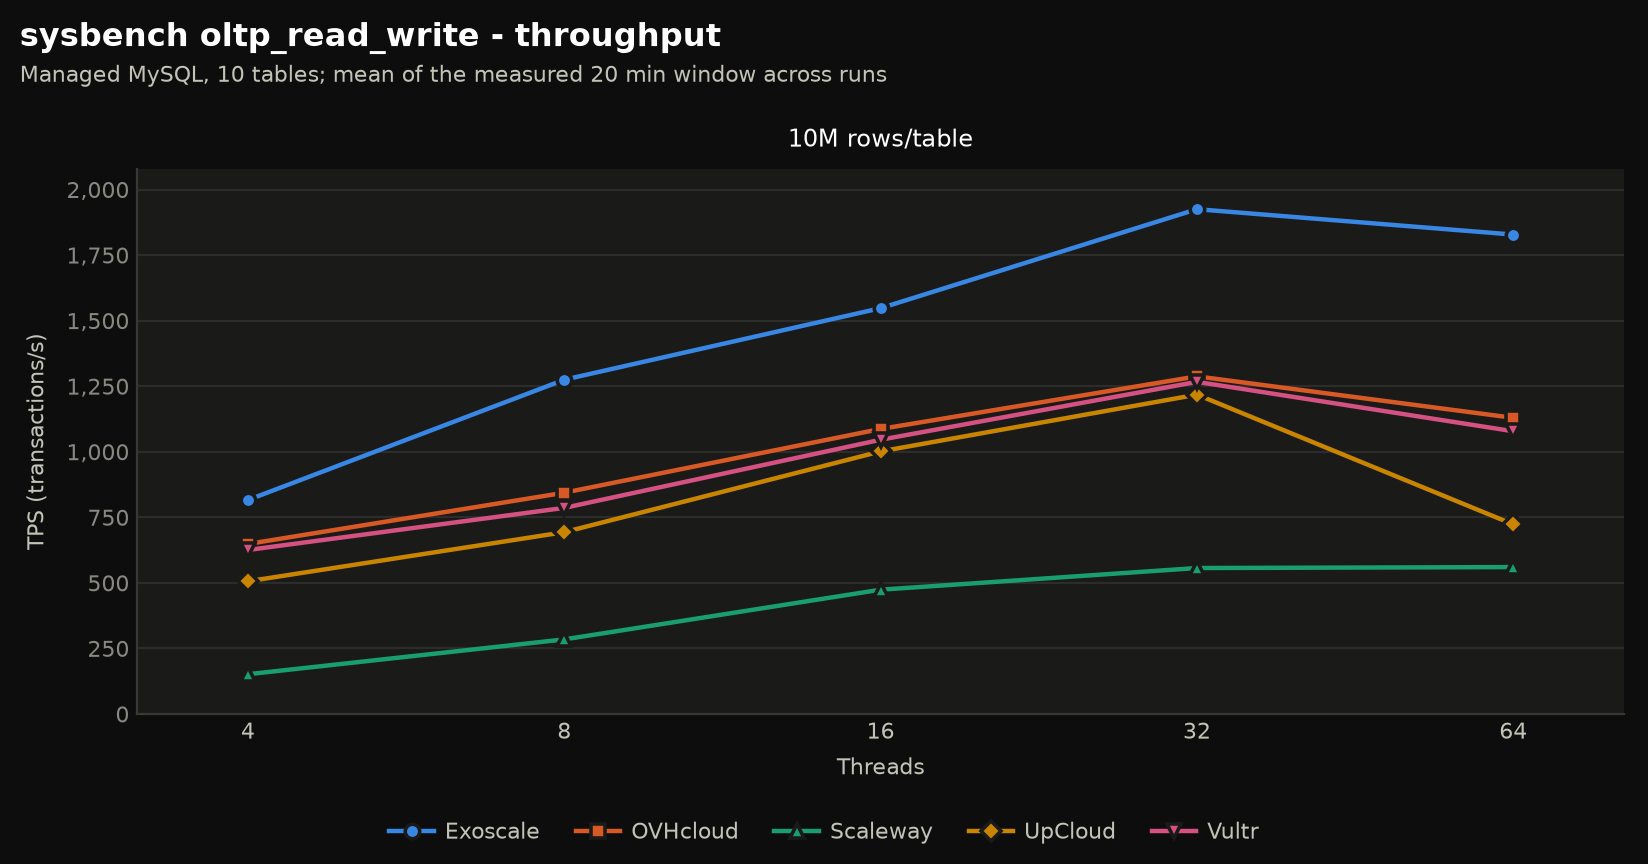 sysbench oltp_read_write - throughput
Managed MySQL, 10 tables; mean of the measured 20 min window across runs
10M rows/table
TPS (transactions/s)
2,000
1,750
1,500
1,250
1,000
750
500
250
0
4 8 16 32 64
Threads
Exoscale OVHcloud Scaleway UpCloud Vultr